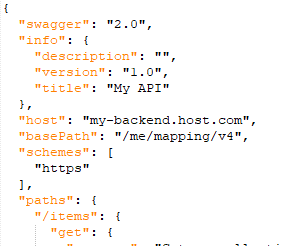 {
  "swagger": "2.0",
  "info": {
    "description": "",
    "version": "1.0",
    "title": "My API"
  },
  "host": "my-backend.host.com",
  "basePath": "/me/mapping/v4",
  "schemes": [
    "https"
  ],
  "paths": {
    "/items": {
      "get": {